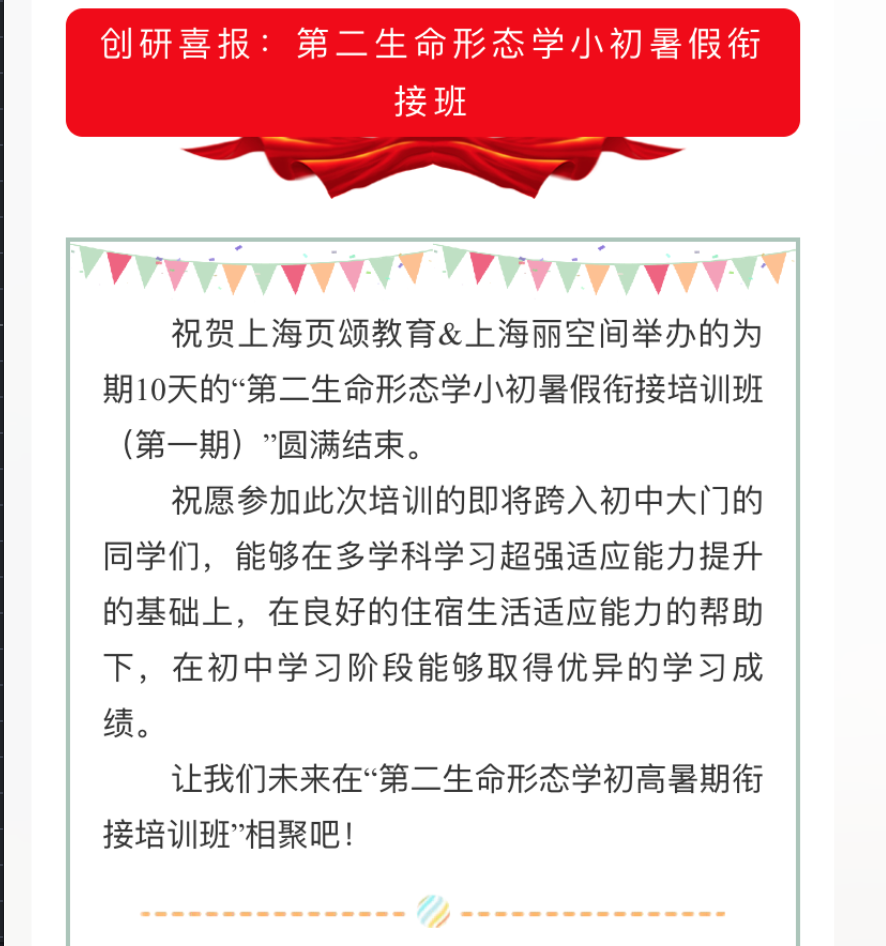 创研喜报：第二生命形态学小初暑假衔
接班
祝贺上海页颂教育&上海丽空间举办的为
期10天的“第二生命形态学小初暑假衔接培训班
（第一期）”圆满结束。
祝愿参加此次培训的即将跨入初中大门的
同学们，能够在多学科学习超强适应能力提升
的基础上，在良好的住宿生活适应能力的帮助
下，在初中学习阶段能够取得优异的学习成
绩。
让我们未来在“第二生命形态学初高暑期衔
接培训班”相聚吧！